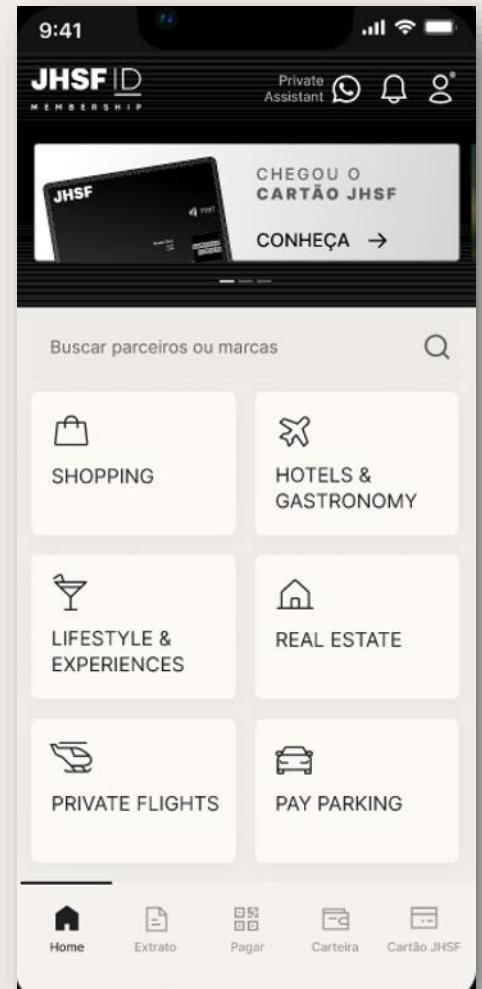 9:41
JHSF ID
MEMBERSHIP
Private
Assistant
JHSF
CHEGOU O
CARTÃO JHSF
CONHEÇA →
Buscar parceiros ou marcas
SHOPPING
HOTELS &
GASTRONOMY
LIFESTYLE &
EXPERIENCES
REAL ESTATE
PRIVATE FLIGHTS
PAY PARKING
Home
Extrato
Pagar
Carteira
Cartão JHSF